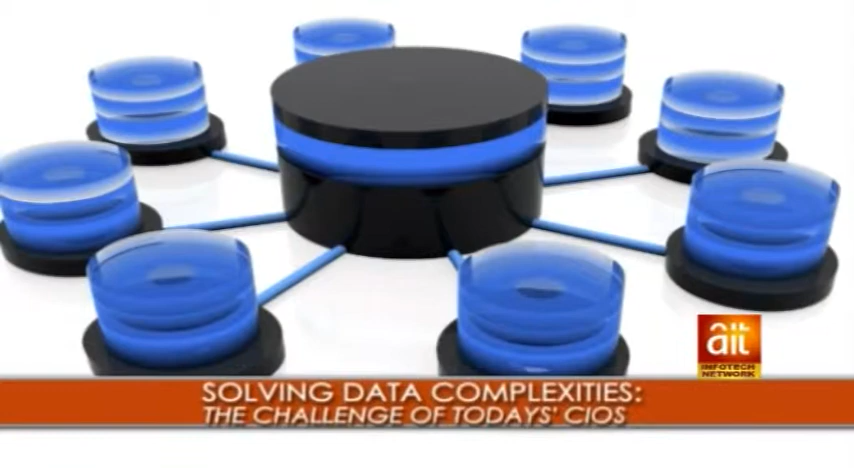 ait
INFOTECH
NETWORK
SOLVING DATA COMPLEXITIES:
THE CHALLENGE OF TODAYS' CIOS